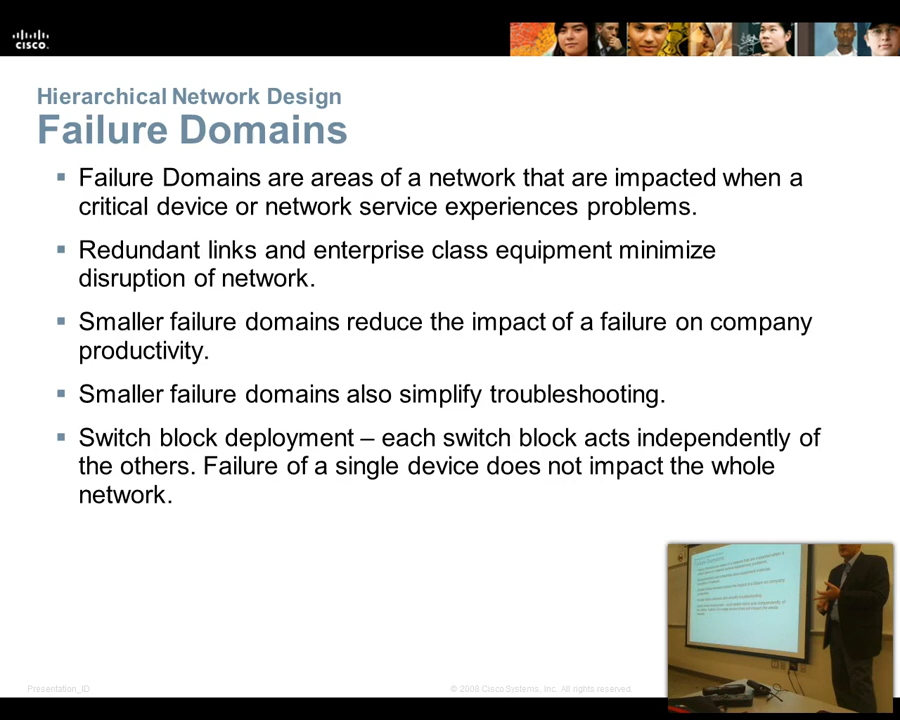 CISCO.
Hierarchical Network Design
Failure Domains
Failure Domains are areas of a network that are impacted when a
critical device or network service experiences problems.
Redundant links and enterprise class equipment minimize
disruption of network.
Smaller failure domains reduce the impact of a failure on company
productivity.
Smaller failure domains also simplify troubleshooting.
Switch block deployment – each switch block acts independently of
the others. Failure of a single device does not impact the whole
network.
Presentation_ID
© 2008 Cisco Systems, Inc. All rights reserved.